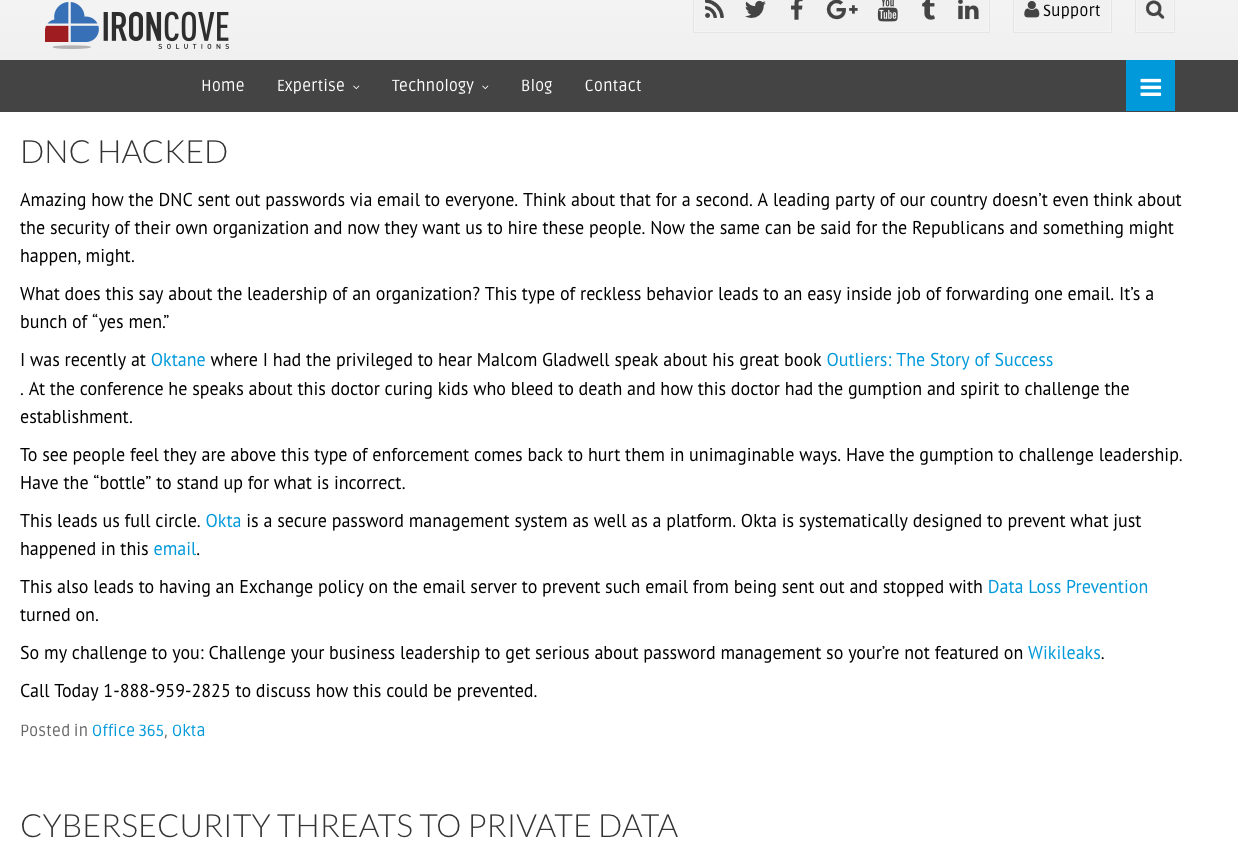 IRONCOVE
SOLUTIONS
You
Tube
Support
Home Expertise Technology Blog Contact
DNC HACKED
Amazing how the DNC sent out passwords via email to everyone. Think about that for a second. A leading party of our country doesn’t even think about
the security of their own organization and now they want us to hire these people. Now the same can be said for the Republicans and something might
happen, might.
What does this say about the leadership of an organization? This type of reckless behavior leads to an easy inside job of forwarding one email. It’s a
bunch of “yes men.”
I was recently at Oktane where I had the privileged to hear Malcom Gladwell speak about his great book Outliers: The Story of Success
. At the conference he speaks about this doctor curing kids who bleed to death and how this doctor had the gumption and spirit to challenge the
establishment.
To see people feel they are above this type of enforcement comes back to hurt them in unimaginable ways. Have the gumption to challenge leadership.
Have the “bottle” to stand up for what is incorrect.
This leads us full circle. Okta is a secure password management system as well as a platform. Okta is systematically designed to prevent what just
happened in this email.
This also leads to having an Exchange policy on the email server to prevent such email from being sent out and stopped with Data Loss Prevention
turned on.
So my challenge to you: Challenge your business leadership to get serious about password management so your’re not featured on Wikileaks.
Call Today 1-888-959-2825 to discuss how this could be prevented.
Posted in Office 365, Okta
CYBERSECURITY THREATS TO PRIVATE DATA